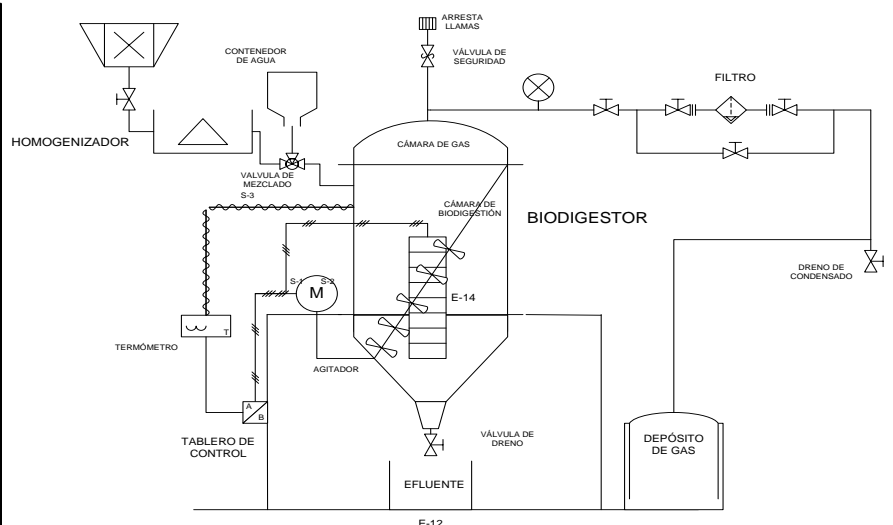 ARRESTA
LLAMAS
VÁLVULA DE
SEGURIDAD
CONTENEDOR
DE AGUA
FILTRO
HOMOGENIZADOR
CÁMARA DE GAS
VALVULA DE
MEZCLADO
S-3
CÁMARA DE
BIODIGESTIÓN
BIODIGESTOR
DRENO DE
CONDENSADO
S-1
S-2
M
E-14
T
TERMÓMETRO
AGITADOR
A
B
TABLERO DE
CONTROL
VÁLVULA DE
DRENO
DEPÓSITO
DE GAS
EFLUENTE
E-12